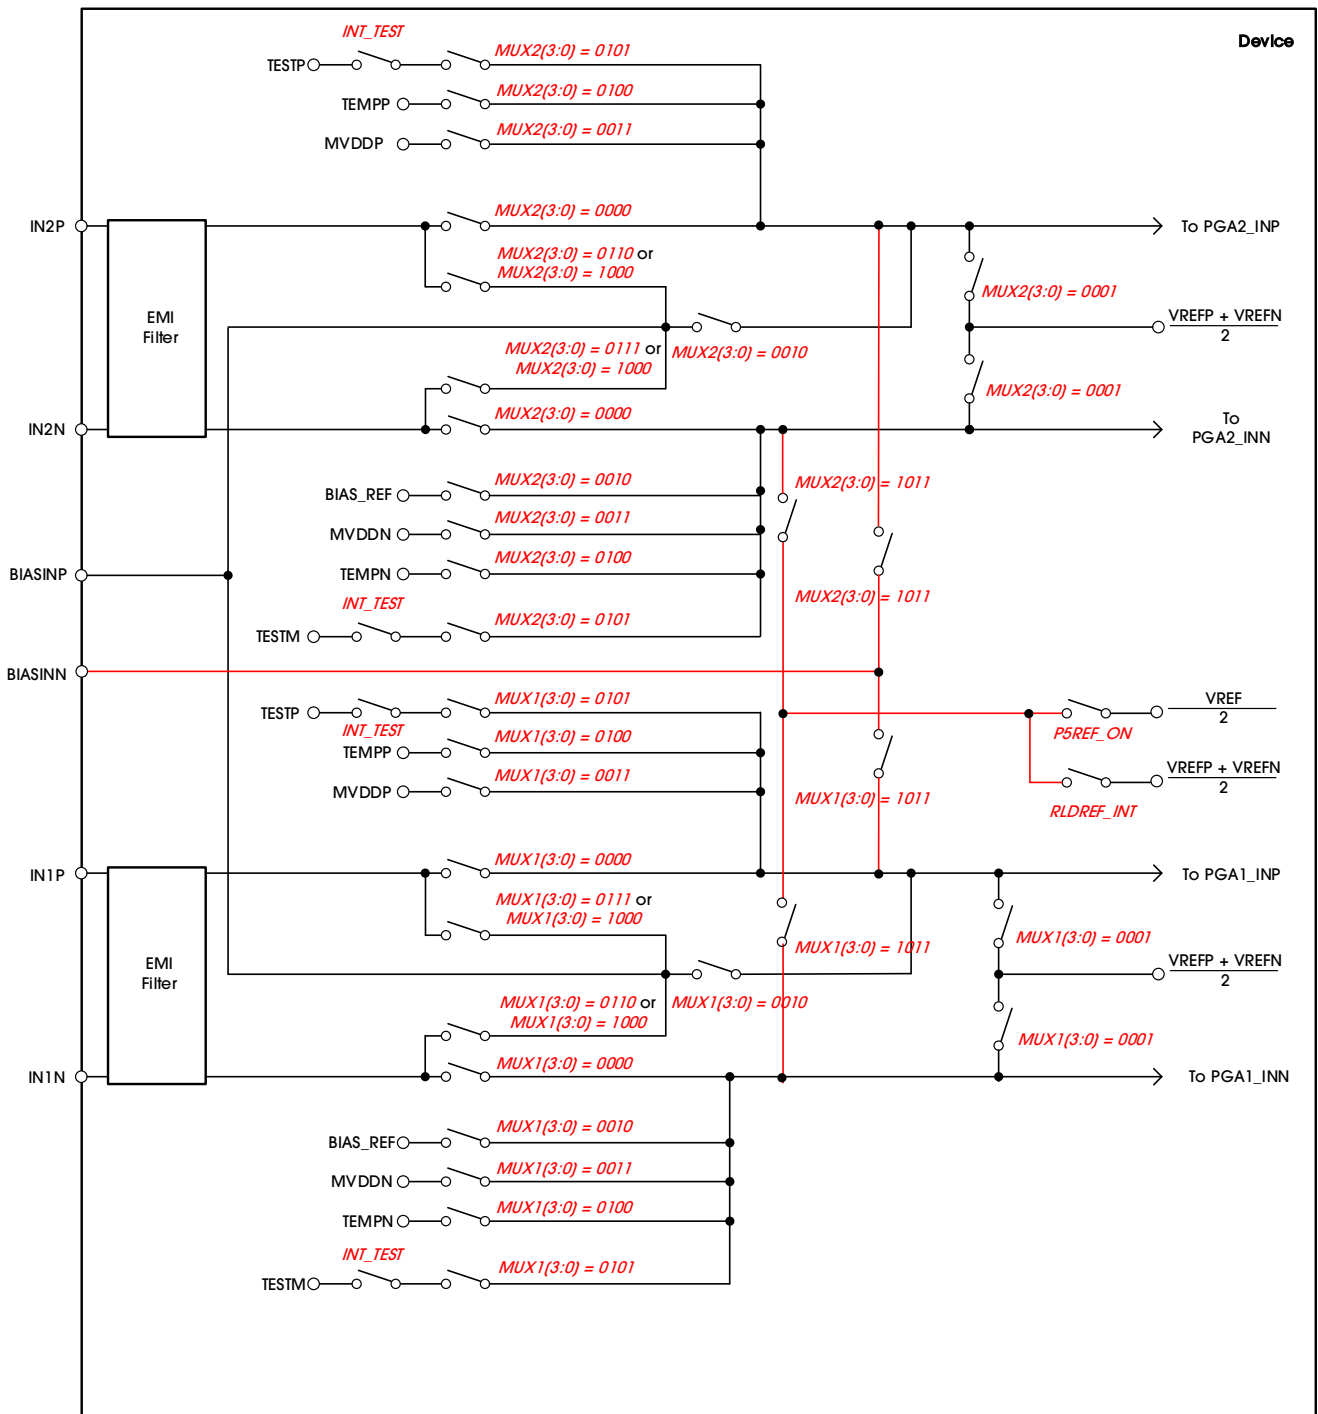 Device
INT_TEST
TESTP
MUX2(3:0) = 0101
TEMPP
MUX2(3:0) = 0100
MVDDP
MUX2(3:0) = 0011
IN2P
MUX2(3:0) = 0000
To PGA2_INP
MUX2(3:0) = 0110 or
MUX2(3:0) = 1000
MUX2(3:0) = 0001
EMI
Filter
VREFP + VREFN
2
MUX2(3:0) = 0111 or
MUX2(3:0) = 1000
MUX2(3:0) = 0010
MUX2(3:0) = 0001
IN2N
MUX2(3:0) = 0000
To
PGA2_INN
BIAS_REF
MUX2(3:0) = 0010
MUX2(3:0) = 1011
MVDDN
MUX2(3:0) = 0011
TEMPN
MUX2(3:0) = 0100
BIASINP
MUX2(3:0) = 1011
INT_TEST
TESTM
MUX2(3:0) = 0101
BIASINN
TESTP
MUX1(3:0) = 0101
INT_TEST
VREF
2
P5REF_ON
TEMPP
MUX1(3:0) = 0100
MVDDP
MUX1(3:0) = 0011
MUX1(3:0) = 1011
VREFP + VREFN
2
RLDREF_INT
IN1P
MUX1(3:0) = 0000
To PGA1_INP
MUX1(3:0) = 0111 or
MUX1(3:0) = 1000
MUX1(3:0) = 1011
MUX1(3:0) = 0001
EMI
Filter
VREFP + VREFN
2
MUX1(3:0) = 0110 or
MUX1(3:0) = 1000
MUX1(3:0) = 0010
MUX1(3:0) = 0001
IN1N
MUX1(3:0) = 0000
To PGA1_INN
BIAS_REF
MUX1(3:0) = 0010
MVDDN
MUX1(3:0) = 0011
TEMPN
MUX1(3:0) = 0100
INT_TEST
TESTM
MUX1(3:0) = 0101